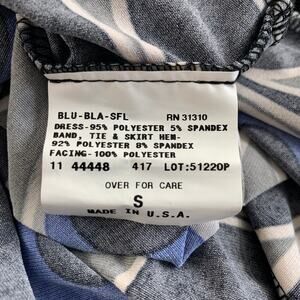 BLU-BLA-SFL RN 31310
DRESS-95% POLYESTER 5% SPANDEX
BAND, TIE & SKIRT HEM-
92% POLYESTER 8% SPANDEX
FACING-100% POLYESTER
11 44448 417 LOT:51220P
OVER FOR CARE
S
MADE IN U.S.A.